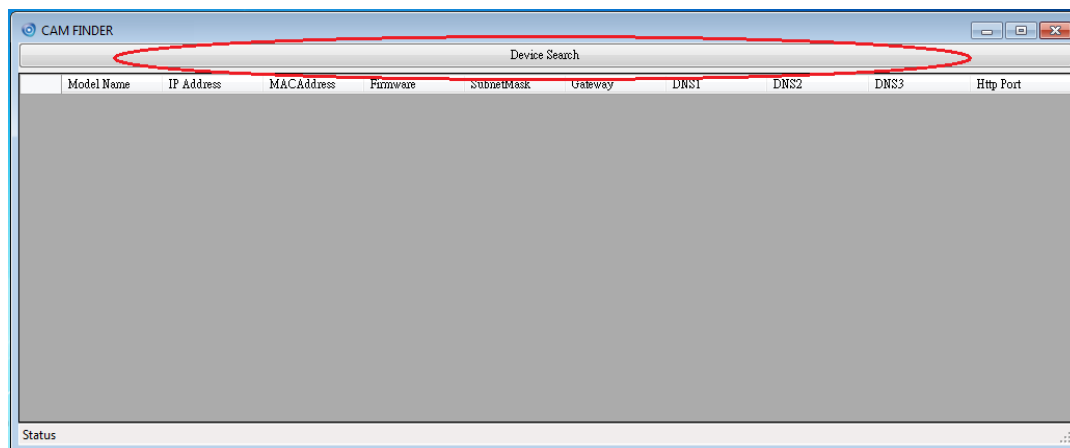 CAM FINDER
Device Search
Model Name IP Address MACAddress Firmware SubnetMask Gateway DNS1 DNS2 DNS3 Http Port
Status